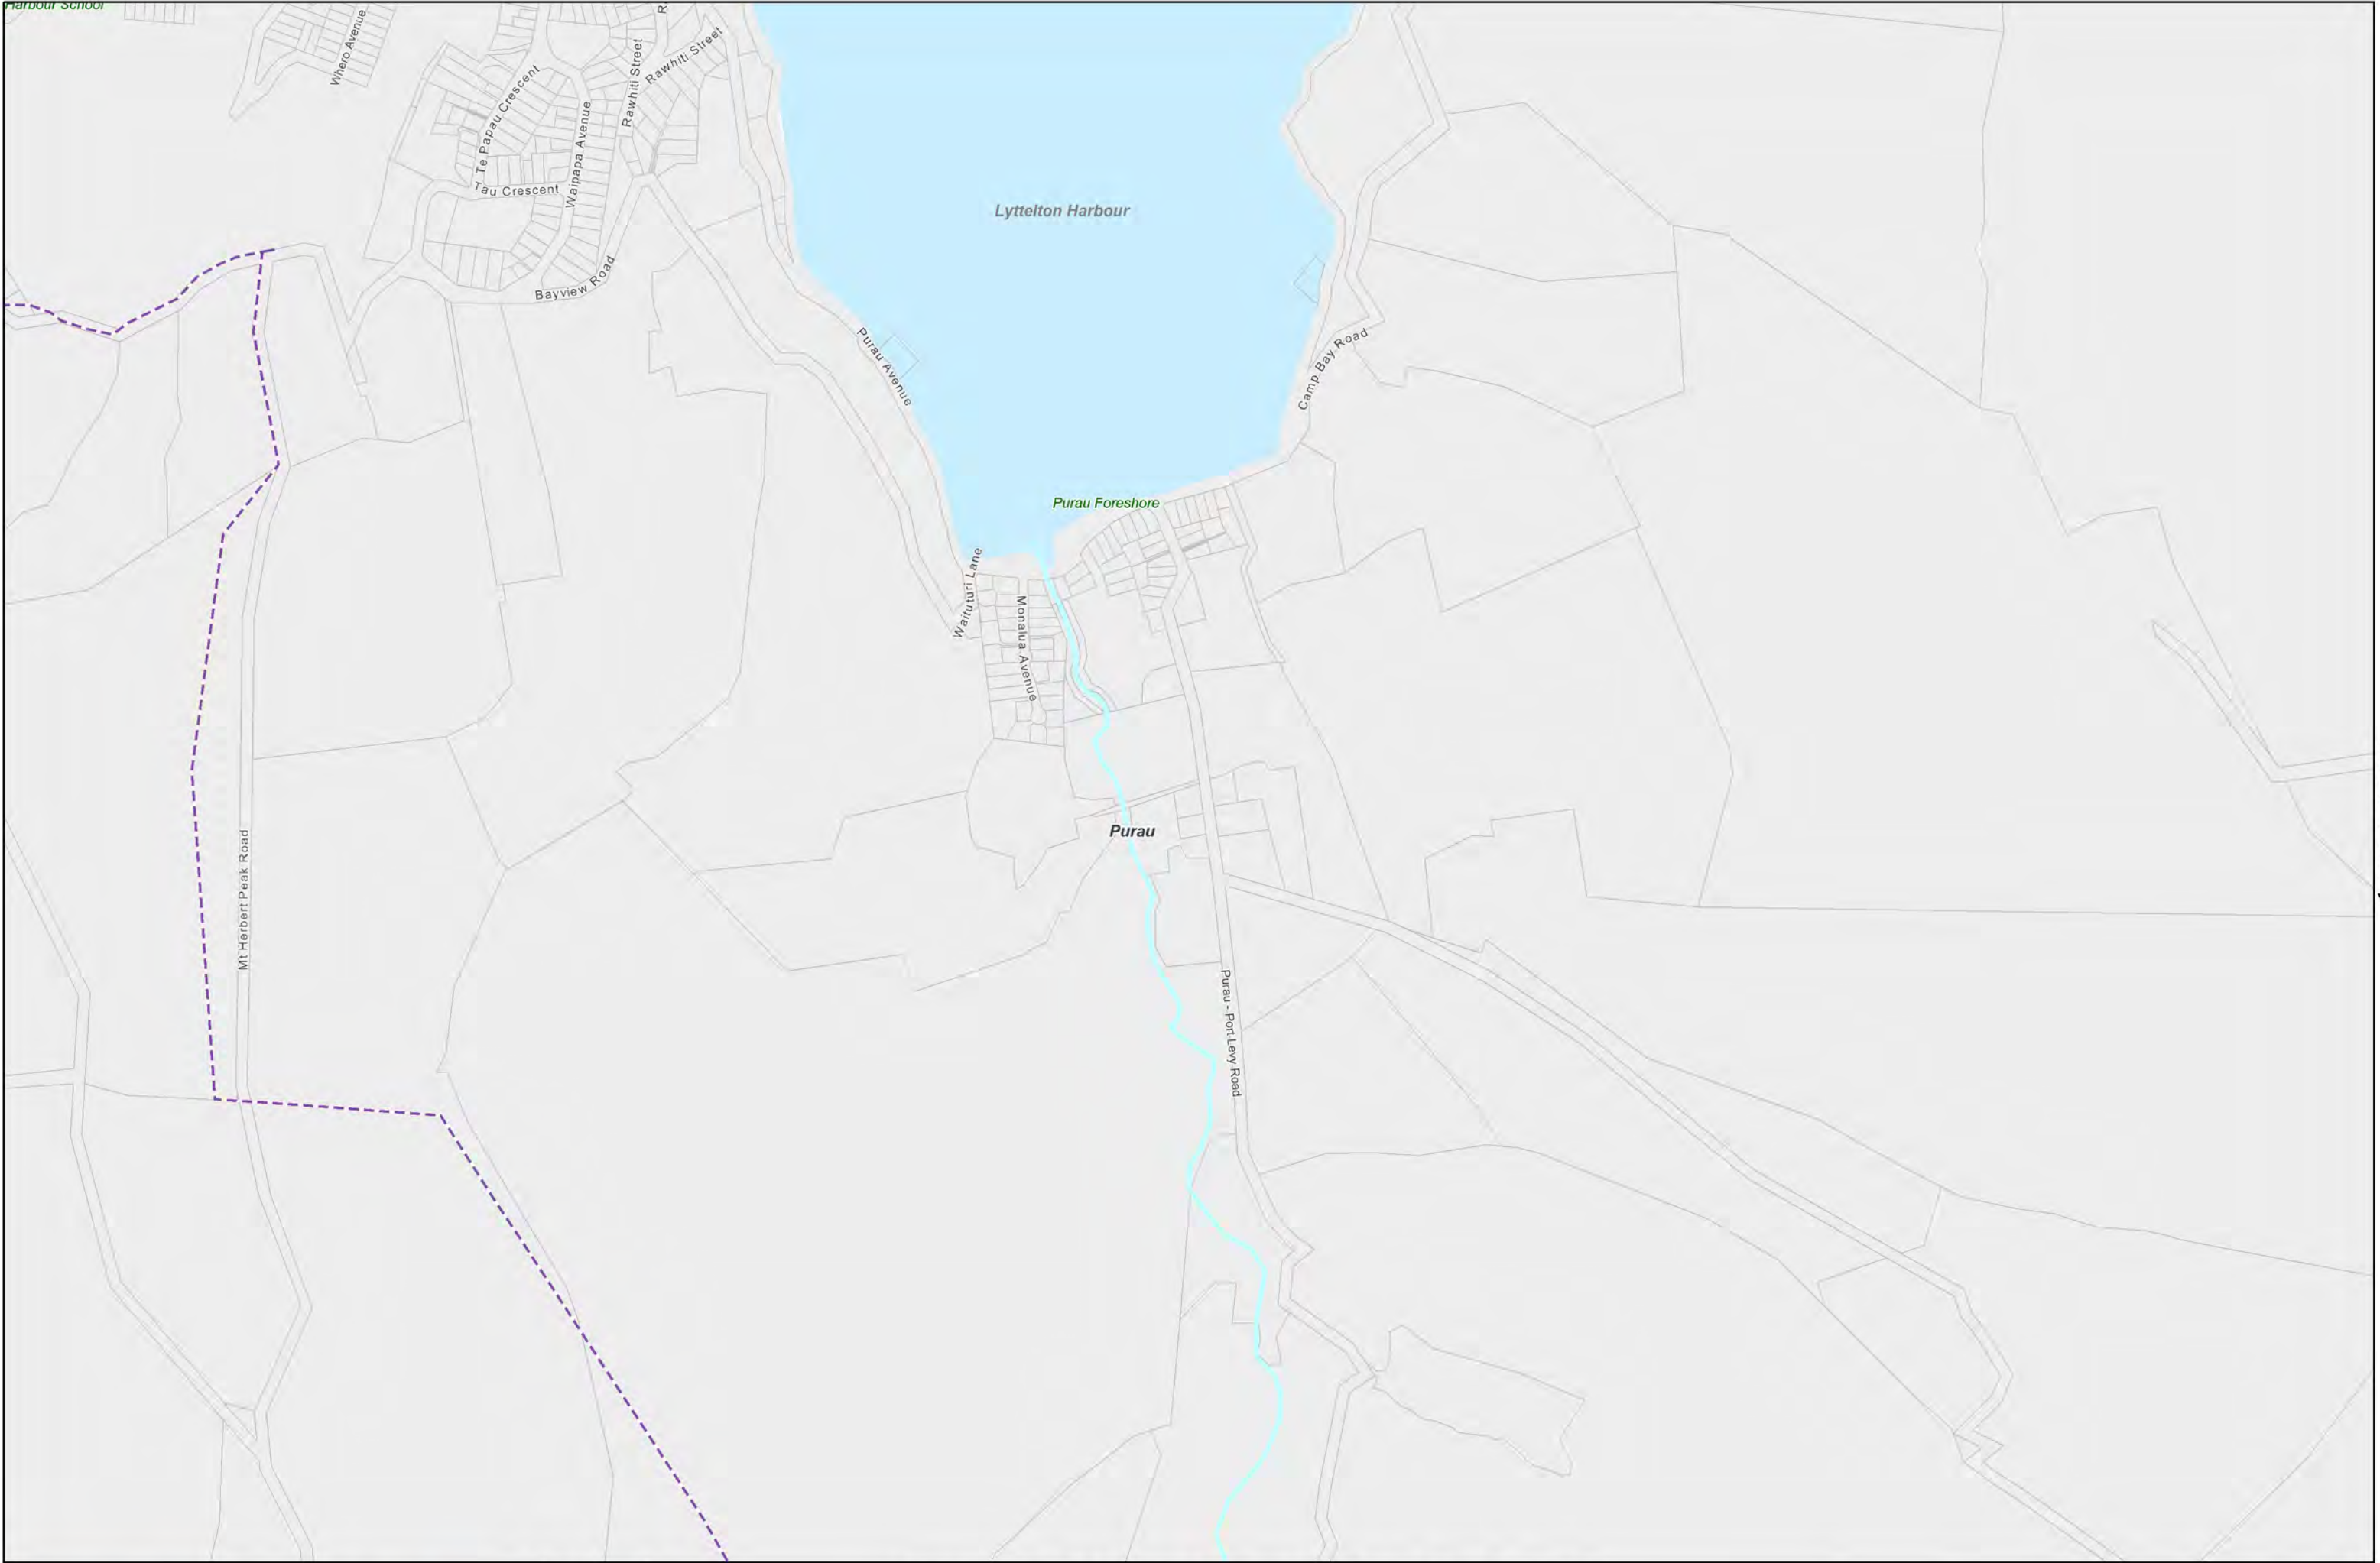 Harbour School
Whero Avenue
Te Papau Crescent
Rawhiti Street
Rawhiti Street
Waipapa Avenue
Tau Crescent
Bayview Road
Lyttelton Harbour
Purau Avenue
Camp Bay Road
Purau Foreshore
Waituturi Lane
Monalua Avenue
Purau
Mt Herbert Peak Road
Purau - Port Levy Road